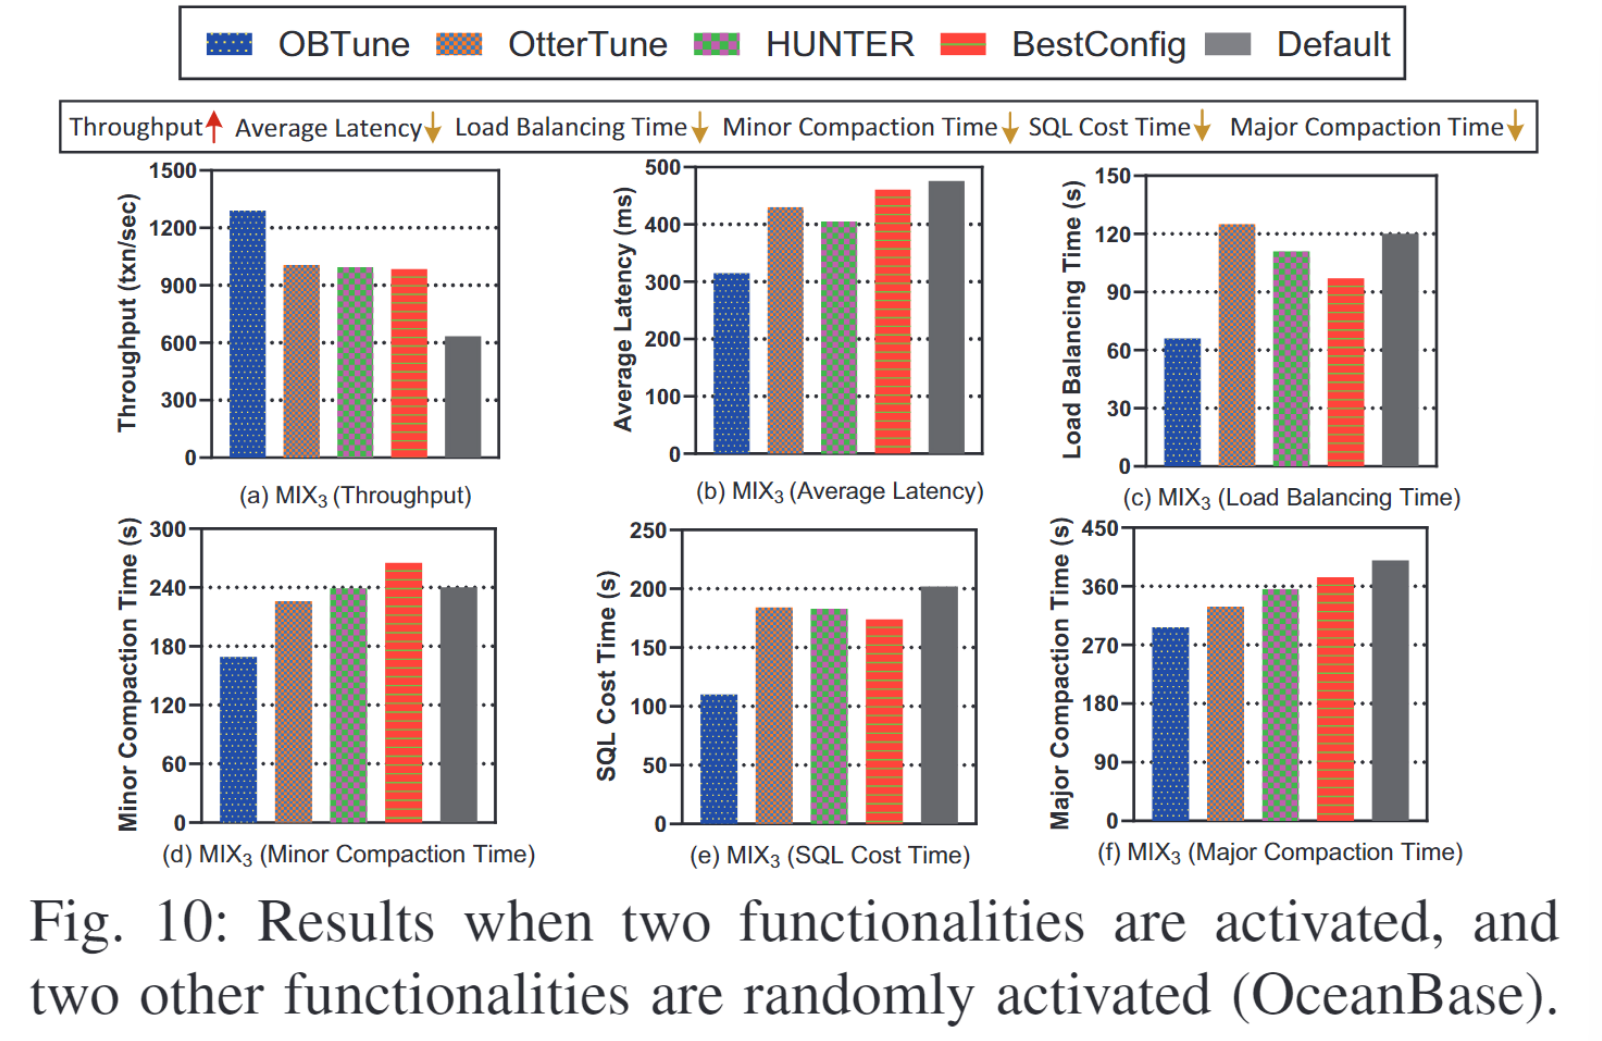 OBTune OtterTune HUNTER BestConfig Default
Throughput↑ Average Latency↓ Load Balancing Time↓ Minor Compaction Time↓ SQL Cost Time↓ Major Compaction Time↓
Throughput (txn/sec)
1500
1200
900
600
300
0
(a) MIX₃ (Throughput)
Average Latency (ms)
500
400
300
200
100
0
(b) MIX₃ (Average Latency)
Load Balancing Time (s)
150
120
90
60
30
0
(c) MIX₃ (Load Balancing Time)
Minor Compaction Time (s)
300
240
180
120
60
0
(d) MIX₃ (Minor Compaction Time)
SQL Cost Time (s)
250
200
150
100
50
0
(e) MIX₃ (SQL Cost Time)
Major Compaction Time (s)
450
360
270
180
90
0
(f) MIX₃ (Major Compaction Time)
Fig. 10: Results when two functionalities are activated, and
two other functionalities are randomly activated (OceanBase).